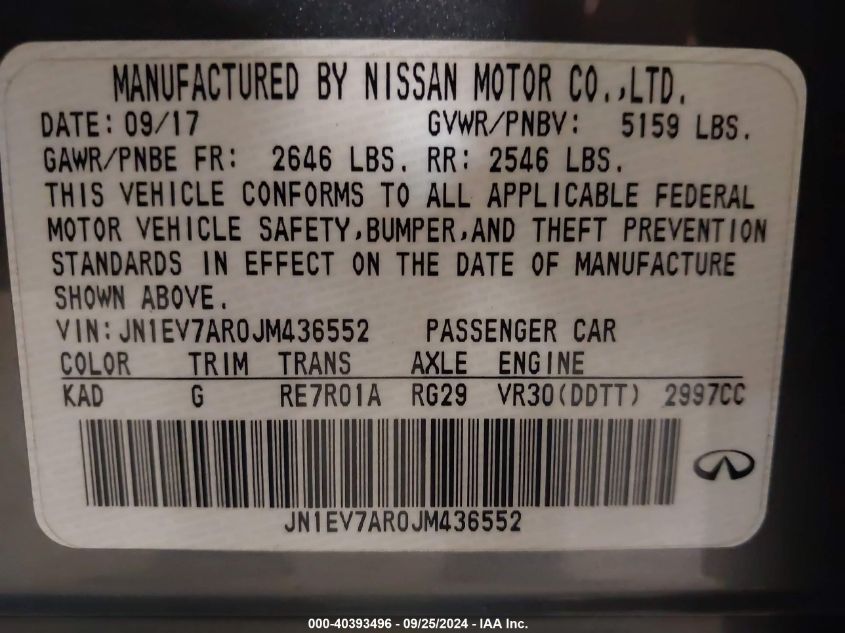 MANUFACTURED BY NISSAN MOTOR CO.,LTD.
DATE: 09/17 GVWR/PNBV: 5159 LBS.
GAWR/PNBE FR: 2646 LBS. RR: 2546 LBS.
THIS VEHICLE CONFORMS TO ALL APPLICABLE FEDERAL
MOTOR VEHICLE SAFETY,BUMPER,AND THEFT PREVENTION
STANDARDS IN EFFECT ON THE DATE OF MANUFACTURE
SHOWN ABOVE.
VIN: JN1EV7AR0JM436552 PASSENGER CAR
COLOR TRIM TRANS AXLE ENGINE
KAD G RE7R01A RG29 VR30(DDTT) 2997CC
JN1EV7AR0JM436552
000-40393496 - 09/25/2024 - IAA Inc.